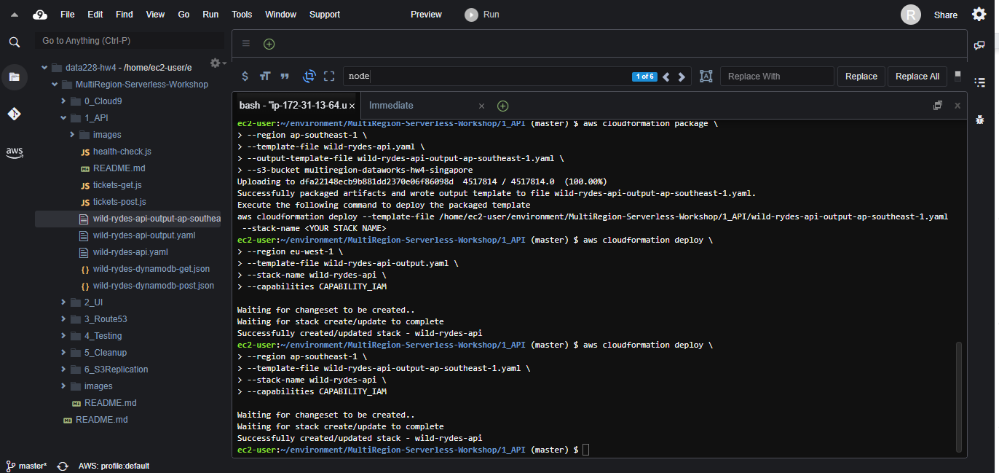 9 File Edit Find View Go Run Tools Window Support Preview Run R Share
Go to Anything (Ctrl-P)
data228-hw4 - /home/ec2-user/e
MultiRegion-Serverless-Workshop
0_Cloud9
1_API
images
JS health-check.js
README.md
JS tickets-get.js
JS tickets-post.js
wild-rydes-api-output-ap-southea
wild-rydes-api-output.yaml
wild-rydes-api.yaml
{} wild-rydes-dynamodb-get.json
{} wild-rydes-dynamodb-post.json
2_UI
3_Route53
4_Testing
5_Cleanup
6_S3Replication
images
README.md
README.md
aws
node 1 of 6 Replace With Replace Replace All
bash - "ip-172-31-13-64.u × Immediate ×
ec2-user:~/environment/MultiRegion-Serverless-Workshop/1_API (master) $ aws cloudformation package \
> --region ap-southeast-1 \
> --template-file wild-rydes-api.yaml \
> --output-template-file wild-rydes-api-output-ap-southeast-1.yaml \
> --s3-bucket multiregion-dataworks-hw4-singapore
Uploading to dfa22148ecb9b881dd2370e06f86098d  4517814 / 4517814.0  (100.00%)
Successfully packaged artifacts and wrote output template to file wild-rydes-api-output-ap-southeast-1.yaml.
Execute the following command to deploy the packaged template
aws cloudformation deploy --template-file /home/ec2-user/environment/MultiRegion-Serverless-Workshop/1_API/wild-rydes-api-output-ap-southeast-1.yaml
--stack-name <YOUR STACK NAME>
ec2-user:~/environment/MultiRegion-Serverless-Workshop/1_API (master) $ aws cloudformation deploy \
> --region eu-west-1 \
> --template-file wild-rydes-api-output.yaml \
> --stack-name wild-rydes-api \
> --capabilities CAPABILITY_IAM
Waiting for changeset to be created..
Waiting for stack create/update to complete
Successfully created/updated stack - wild-rydes-api
ec2-user:~/environment/MultiRegion-Serverless-Workshop/1_API (master) $ aws cloudformation deploy \
> --region ap-southeast-1 \
> --template-file wild-rydes-api-output-ap-southeast-1.yaml \
> --stack-name wild-rydes-api \
> --capabilities CAPABILITY_IAM
Waiting for changeset to be created..
Waiting for stack create/update to complete
Successfully created/updated stack - wild-rydes-api
ec2-user:~/environment/MultiRegion-Serverless-Workshop/1_API (master) $
master* AWS: profile:default